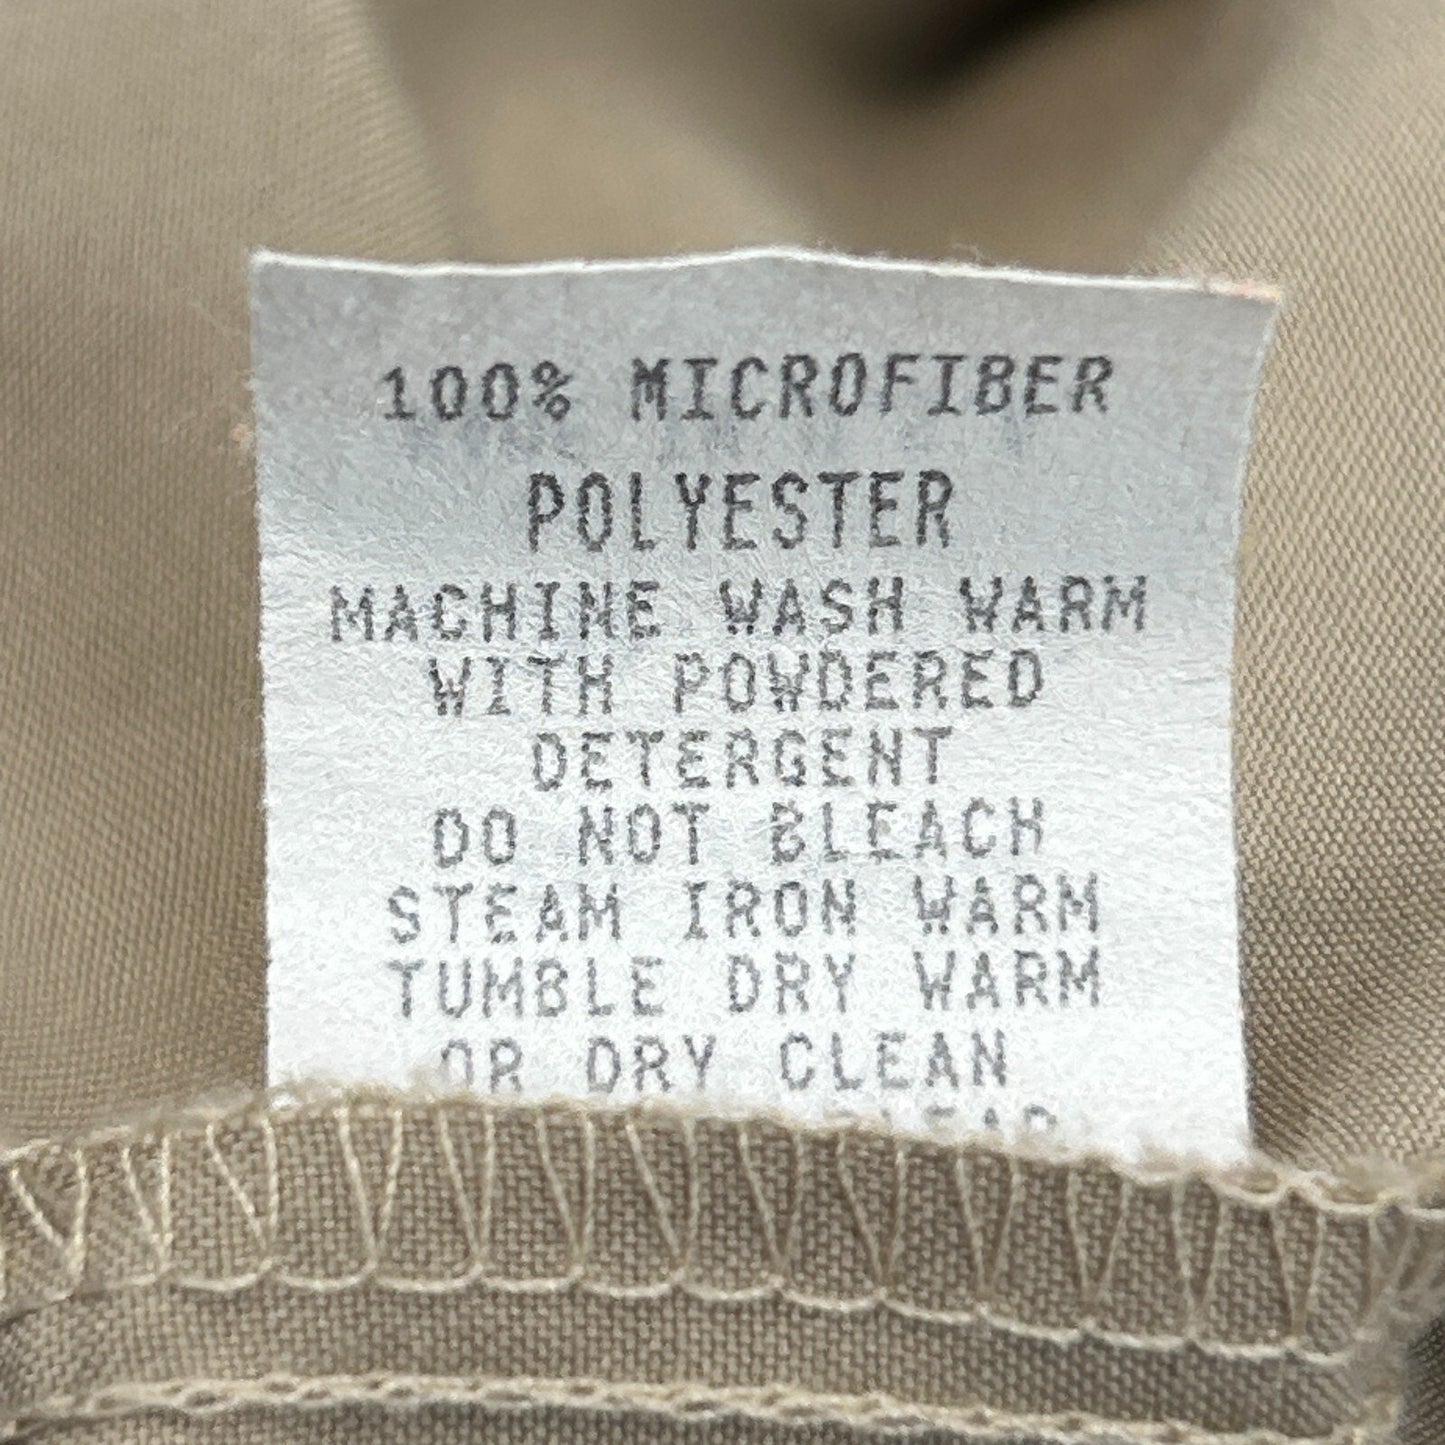 100% MICROFIBER
POLYESTER
MACHINE WASH WARM
WITH POWDERED
DETERGENT
DO NOT BLEACH
STEAM IRON WARM
TUMBLE DRY WARM
OR DRY CLEAN